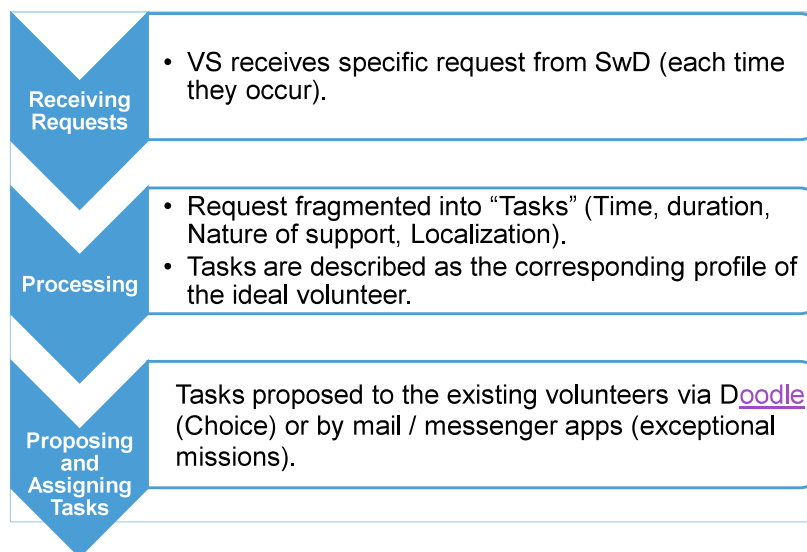 Receiving
Requests
• VS receives specific request from SwD (each time
they occur).
Processing
• Request fragmented into “Tasks” (Time, duration,
Nature of support, Localization).
• Tasks are described as the corresponding profile of
the ideal volunteer.
Proposing
and
Assigning
Tasks
Tasks proposed to the existing volunteers via Doodle
(Choice) or by mail / messenger apps (exceptional
missions).